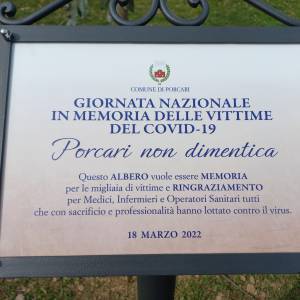 COMUNE DI PORCARI
GIORNATA NAZIONALE
IN MEMORIA DELLE VITTIME
DEL COVID-19
Porcari non dimentica
Questo ALBERO vuole essere MEMORIA
per le migliaia di vittime e RINGRAZIAMENTO
per Medici, Infermieri e Operatori Sanitari tutti
che con sacrificio e professionalità hanno lottato contro il virus.
18 MARZO 2022